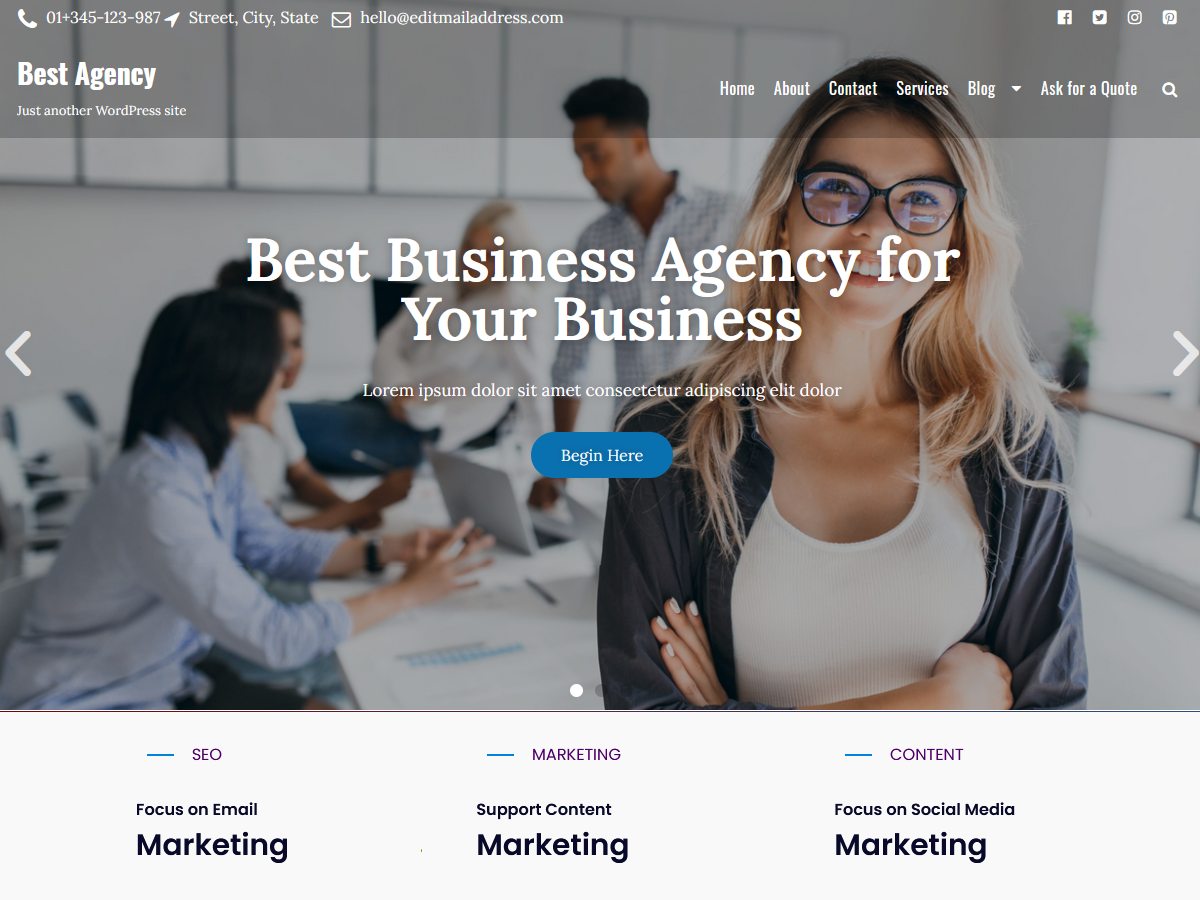 01+345-123-987 Street, City, State hello@editmailaddress.com
Best Agency
Just another WordPress site
Home About Contact Services Blog Ask for a Quote
Best Business Agency for
Your Business
Lorem ipsum dolor sit amet consectetur adipiscing elit dolor
Begin Here
SEO MARKETING CONTENT
Focus on Email Support Content Focus on Social Media
Marketing Marketing Marketing